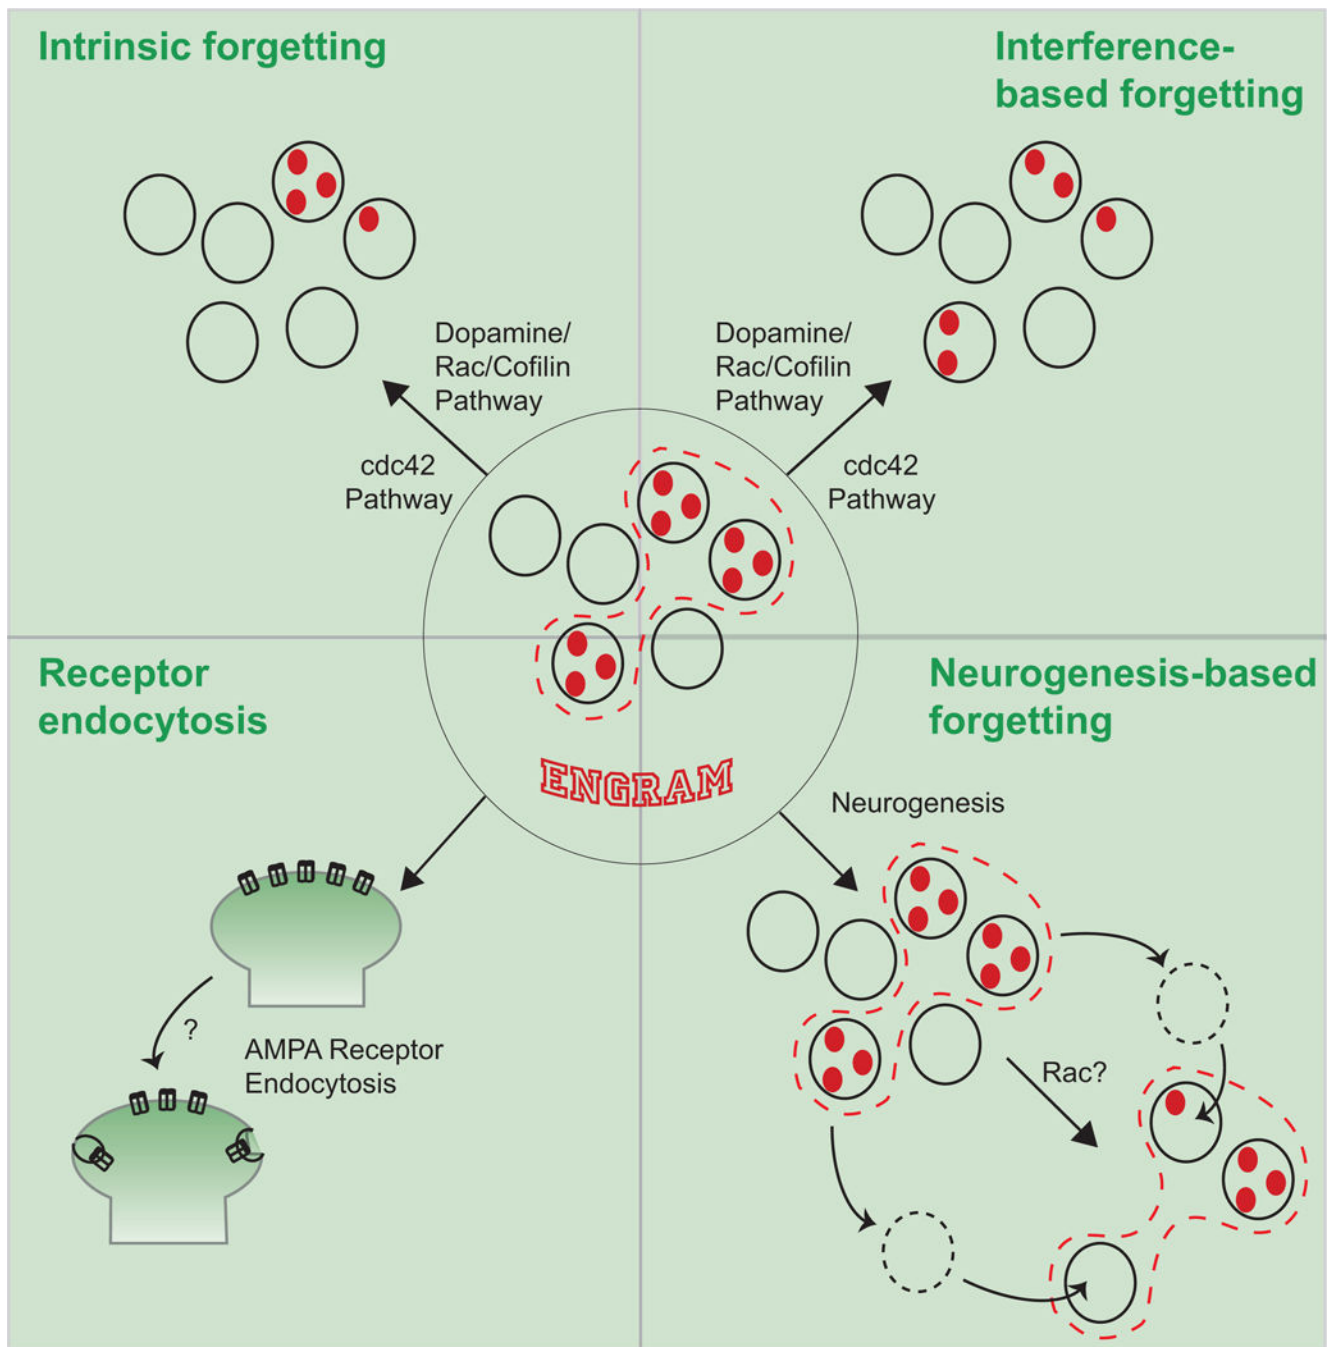 Intrinsic forgetting
Interference-
based forgetting
Dopamine/
Rac/Cofilin
Pathway
cdc42
Pathway
Dopamine/
Rac/Cofilin
Pathway
cdc42
Pathway
ENGRAM
Receptor
endocytosis
?
AMPA Receptor
Endocytosis
Neurogenesis-based
forgetting
Neurogenesis
Rac?